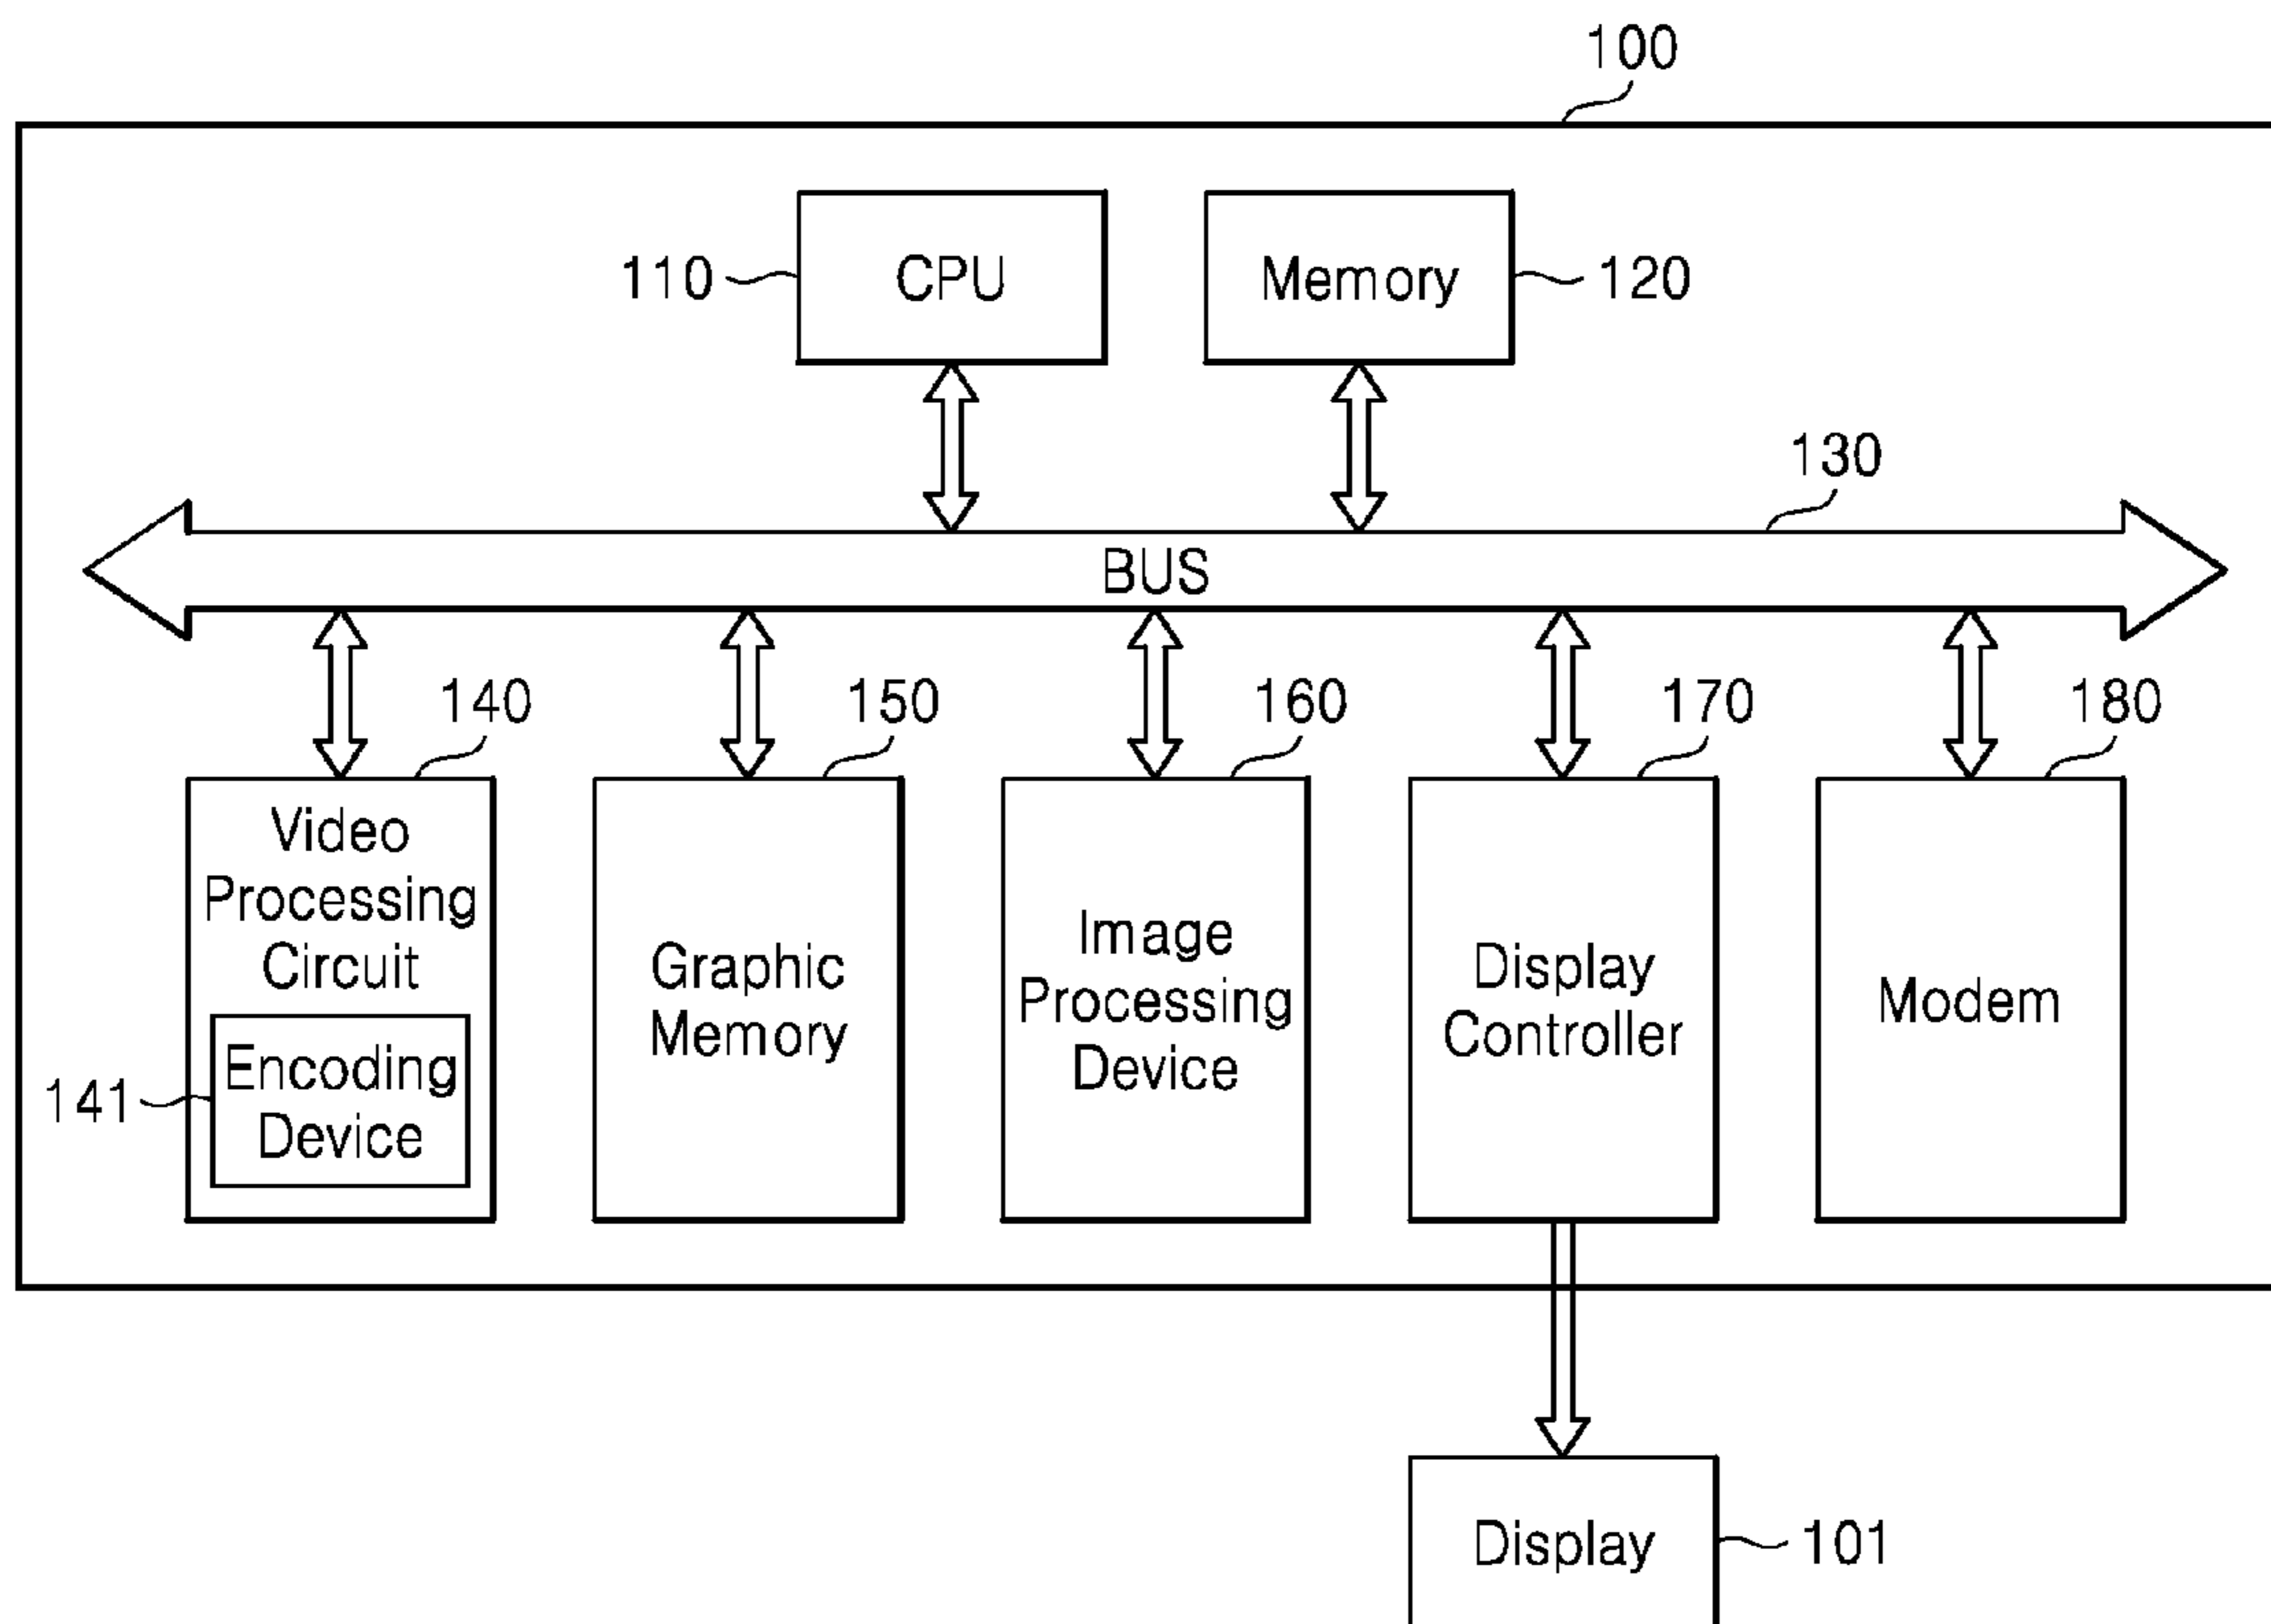 100
110
CPU
Memory
120
130
BUS
140
150
160
170
180
Video
Processing
Circuit
Encoding
Device
141
Graphic
Memory
Image
Processing
Device
Display
Controller
Modem
Display
101